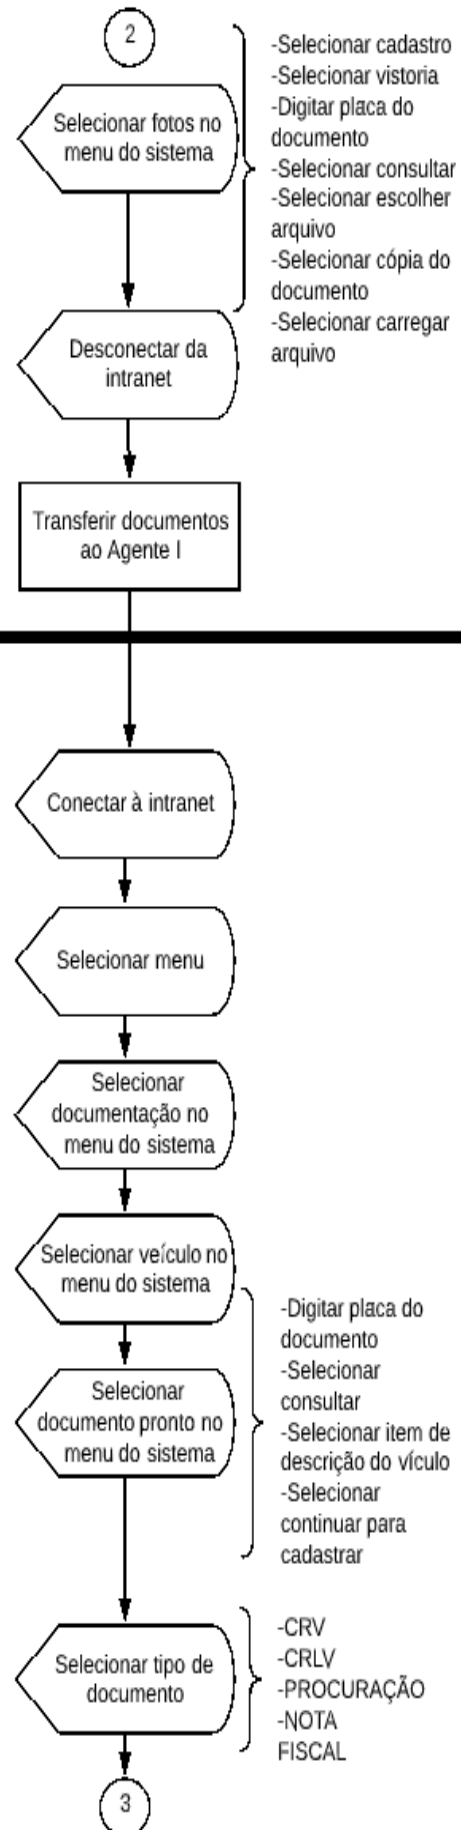 2
Selecionar fotos no
menu do sistema
-Selecionar cadastro
-Selecionar vistoria
-Digitar placa do
documento
-Selecionar consultar
-Selecionar escolher
arquivo
-Selecionar cópia do
documento
-Selecionar carregar
arquivo
Desconectar da
intranet
Transferir documentos
ao Agente I
Conectar à intranet
Selecionar menu
Selecionar
documentação no
menu do sistema
Selecionar veículo no
menu do sistema
-Digitar placa do
documento
-Selecionar
consultar
-Selecionar item de
descrição do vículo
-Selecionar
continuar para
cadastrar
Selecionar
documento pronto no
menu do sistema
Selecionar tipo de
documento
-CRV
-CRLV
-PROCURAÇÃO
-NOTA
FISCAL
3